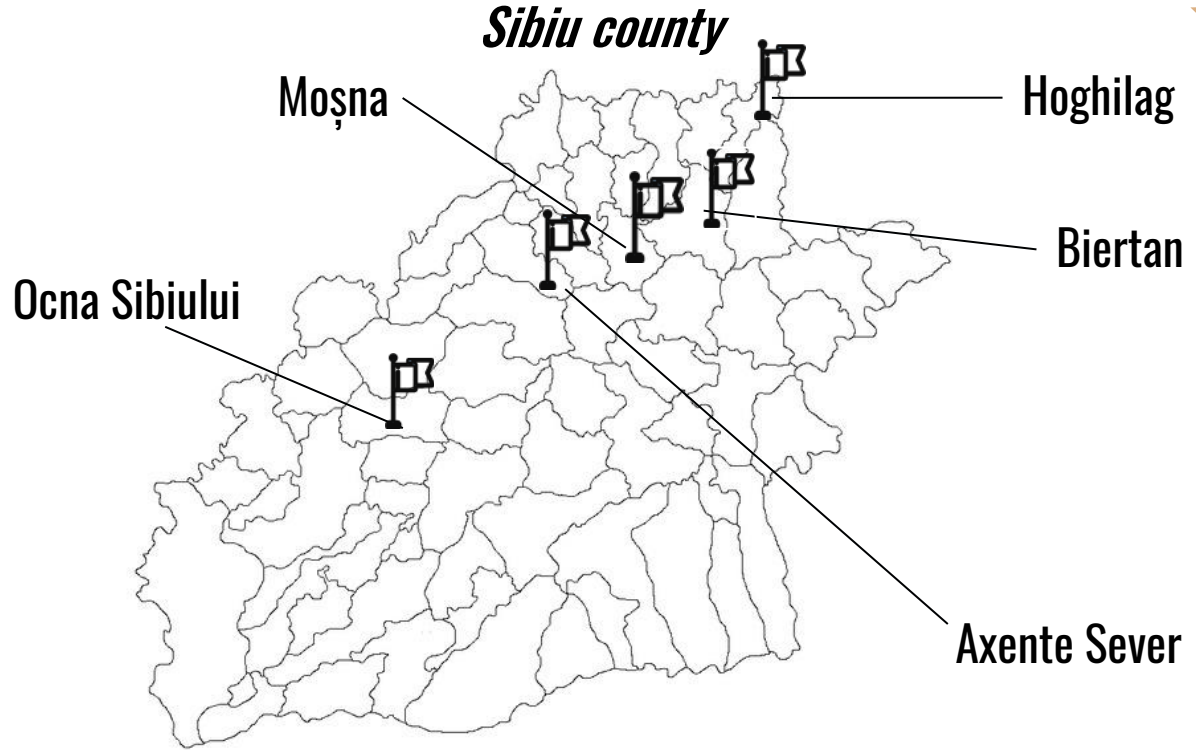 Sibiu county
Moșna
Hoghilag
Biertan
Ocna Sibiului
Axente Sever